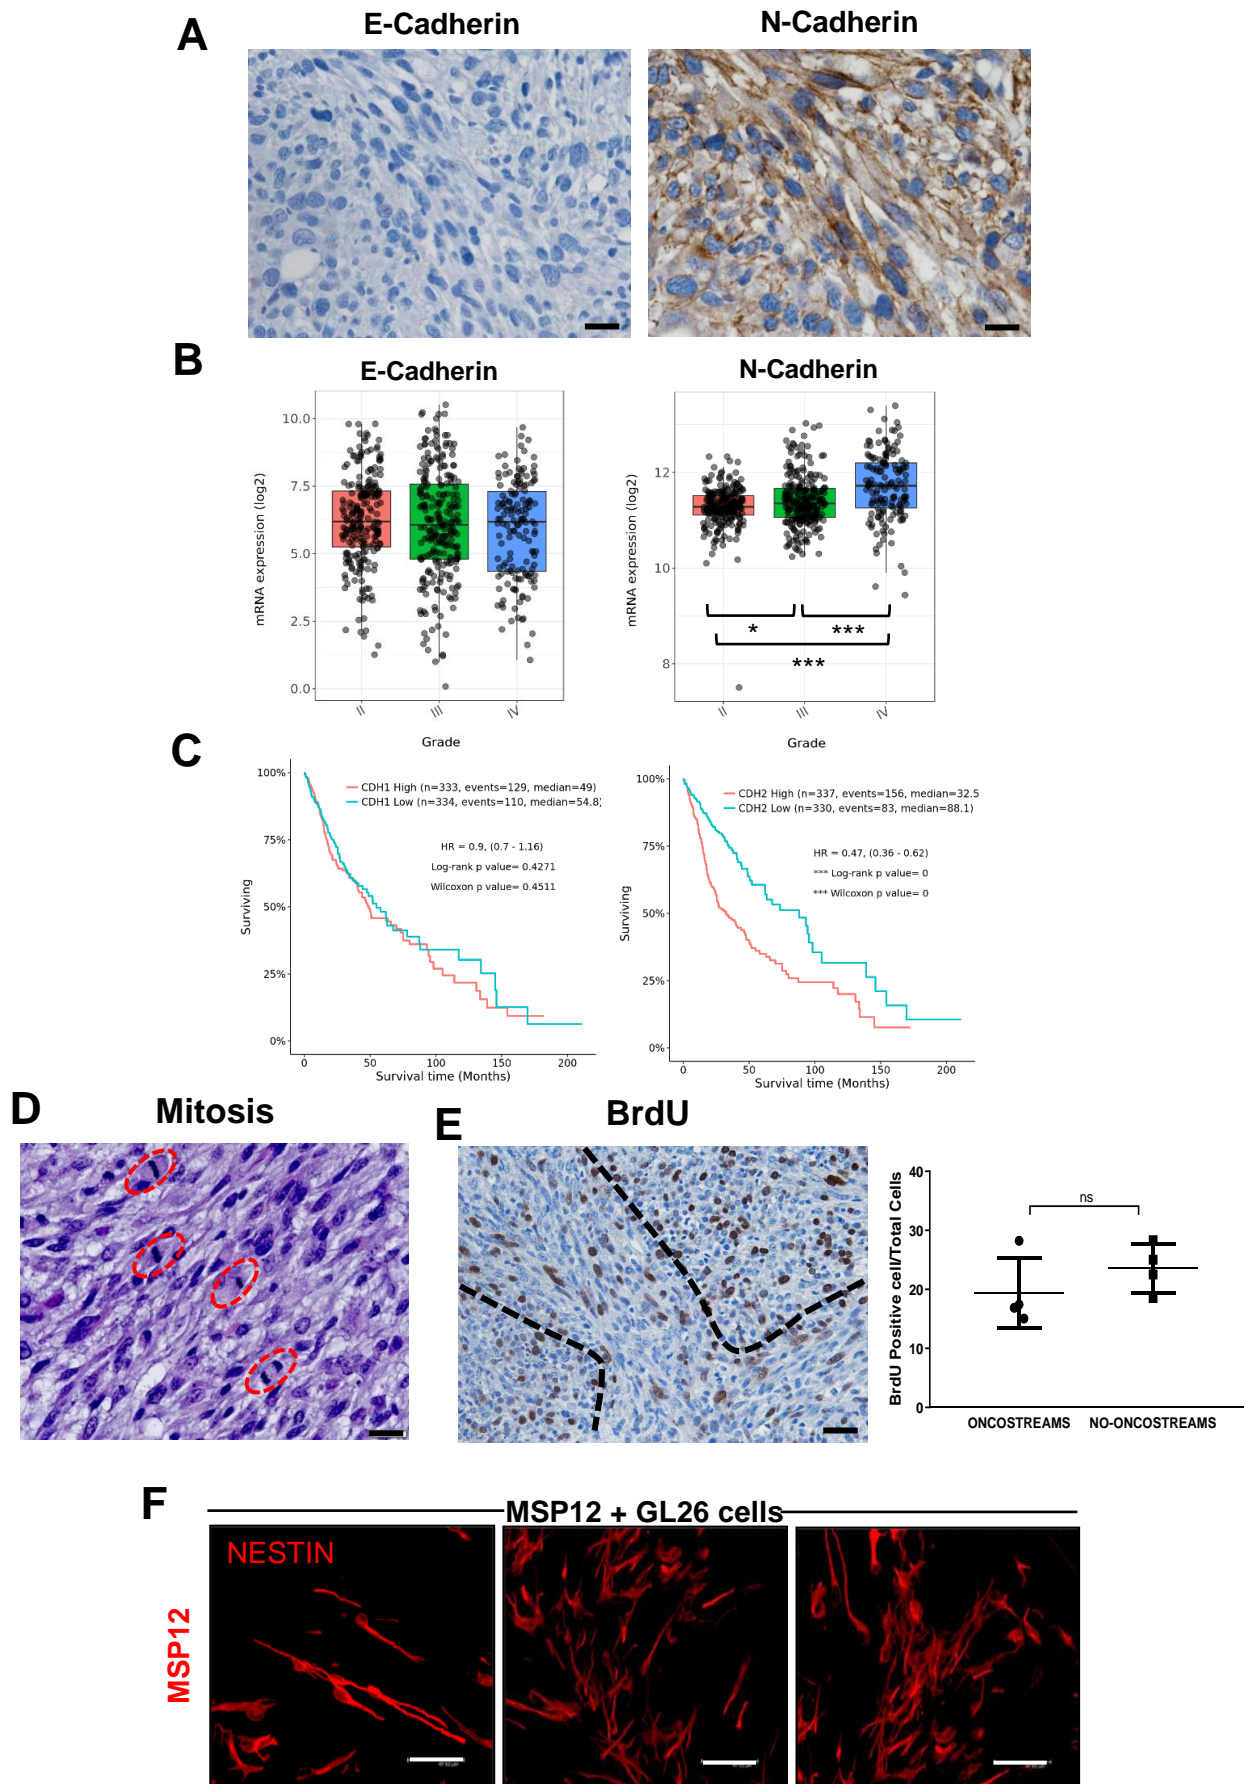 A
E-Cadherin
N-Cadherin
B
E-Cadherin
N-Cadherin
mRNA expression (log2)
10.0
7.5
5.0
2.5
0.0
II
III
IV
Grade
mRNA expression (log2)
12
10
8
*
***
***
II
III
IV
Grade
C
Surviving
100%
75%
50%
25%
0%
CDH1 High (n=333, events=129, median=49)
CDH1 Low (n=334, events=110, median=54.8)
HR = 0.9, (0.7 - 1.16)
Log-rank p value= 0.4271
Wilcoxon p value= 0.4511
0
50
100
150
200
Survival time (Months)
Surviving
100%
75%
50%
25%
0%
CDH2 High (n=337, events=156, median=32.5
CDH2 Low (n=330, events=83, median=88.1)
HR = 0.47, (0.36 - 0.62)
*** Log-rank p value= 0
*** Wilcoxon p value= 0
0
50
100
150
200
Survival time (Months)
D
Mitosis
E
BrdU
BrdU Positive cell/Total Cells
40
30
20
10
0
ns
ONCOSTREAMS
NO-ONCOSTREAMS
F
MSP12 + GL26 cells
NESTIN
MSP12